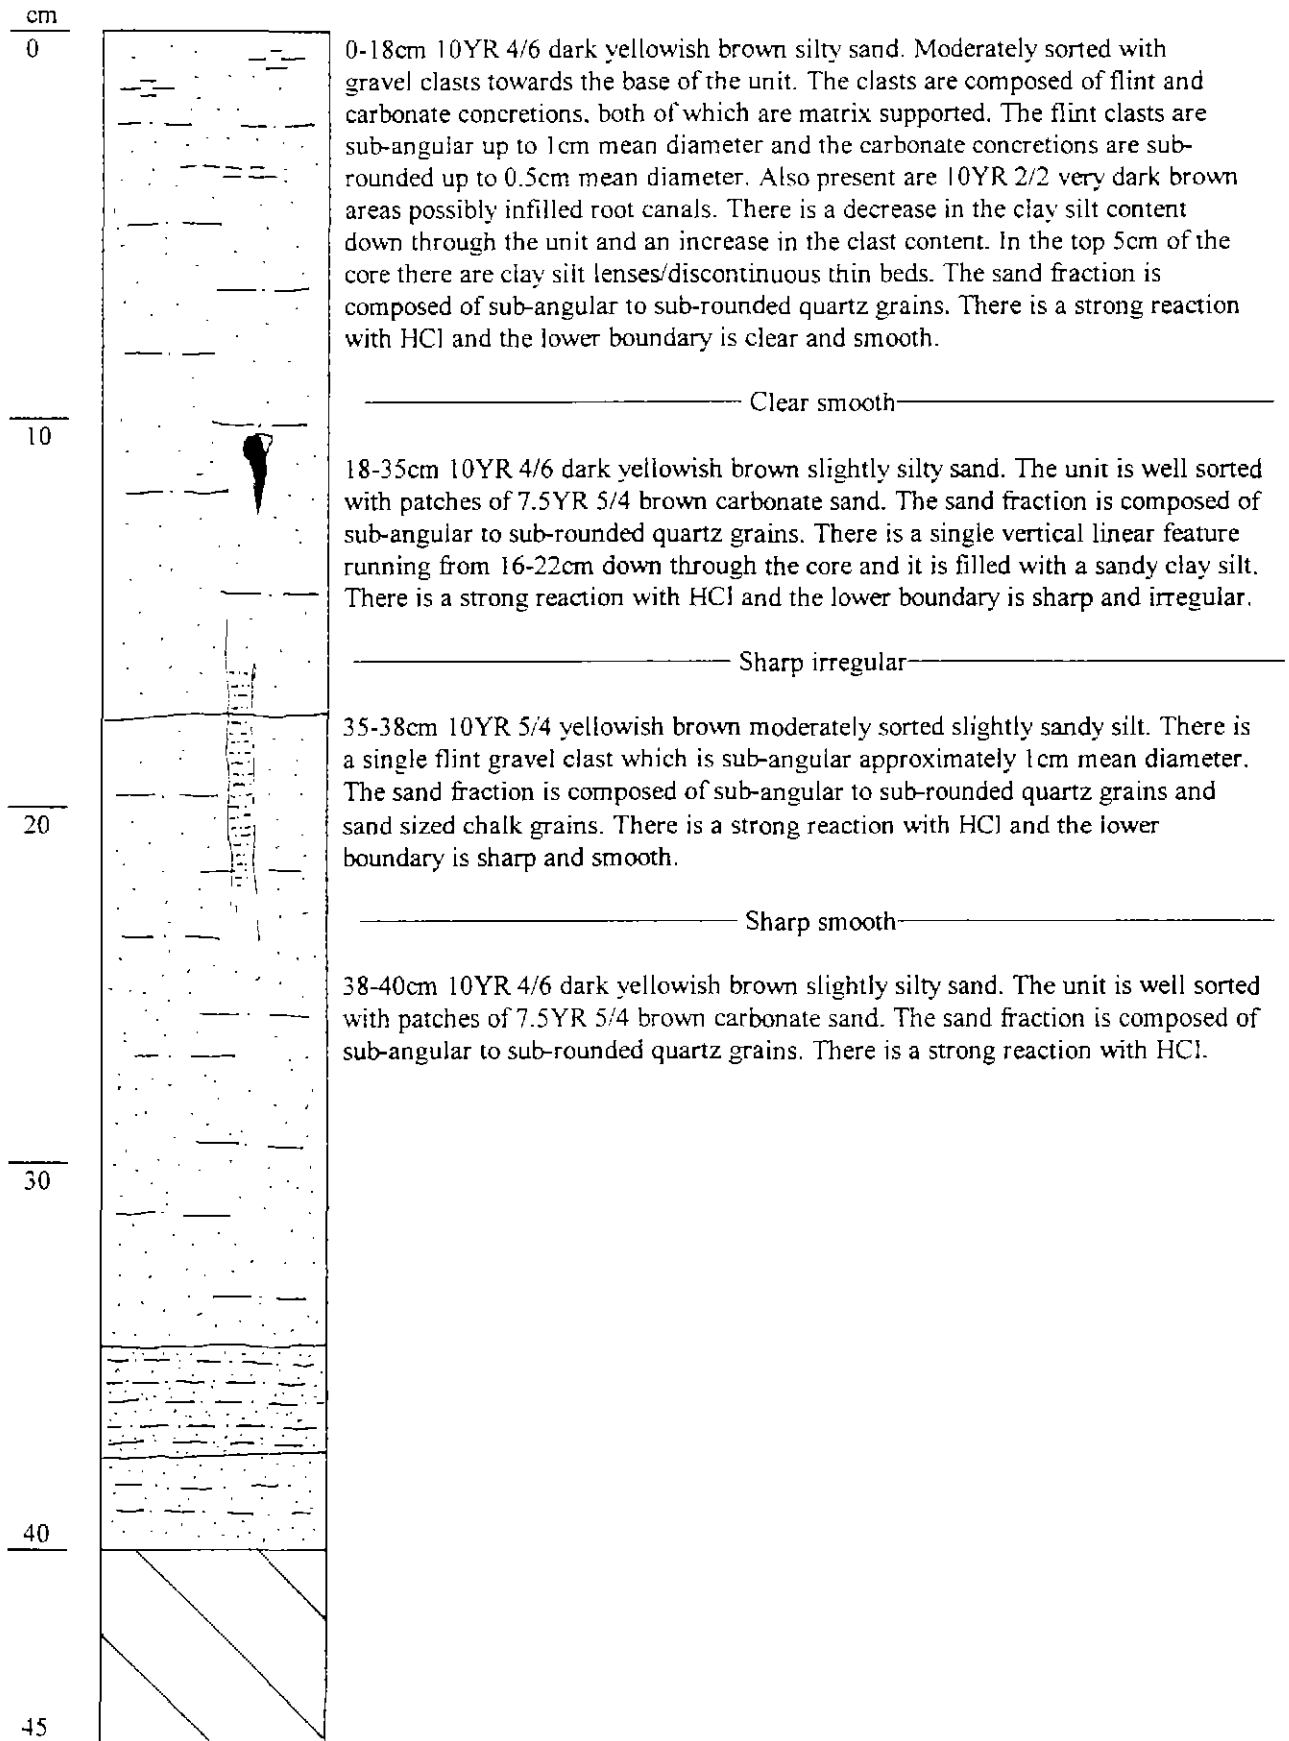 cm
0
10
20
30
40
45
0-18cm 10YR 4/6 dark yellowish brown silty sand. Moderately sorted with
gravel clasts towards the base of the unit. The clasts are composed of flint and
carbonate concretions, both of which are matrix supported. The flint clasts are
sub-angular up to 1cm mean diameter and the carbonate concretions are sub-
rounded up to 0.5cm mean diameter. Also present are 10YR 2/2 very dark brown
areas possibly infilled root canals. There is a decrease in the clay silt content
down through the unit and an increase in the clast content. In the top 5cm of the
core there are clay silt lenses/discontinuous thin beds. The sand fraction is
composed of sub-angular to sub-rounded quartz grains. There is a strong reaction
with HCl and the lower boundary is clear and smooth.
Clear smooth
18-35cm 10YR 4/6 dark yellowish brown slightly silty sand. The unit is well sorted
with patches of 7.5YR 5/4 brown carbonate sand. The sand fraction is composed of
sub-angular to sub-rounded quartz grains. There is a single vertical linear feature
running from 16-22cm down through the core and it is filled with a sandy clay silt.
There is a strong reaction with HCl and the lower boundary is sharp and irregular.
Sharp irregular
35-38cm 10YR 5/4 yellowish brown moderately sorted slightly sandy silt. There is
a single flint gravel clast which is sub-angular approximately 1cm mean diameter.
The sand fraction is composed of sub-angular to sub-rounded quartz grains and
sand sized chalk grains. There is a strong reaction with HCl and the lower
boundary is sharp and smooth.
Sharp smooth
38-40cm 10YR 4/6 dark yellowish brown slightly silty sand. The unit is well sorted
with patches of 7.5YR 5/4 brown carbonate sand. The sand fraction is composed of
sub-angular to sub-rounded quartz grains. There is a strong reaction with HCl.